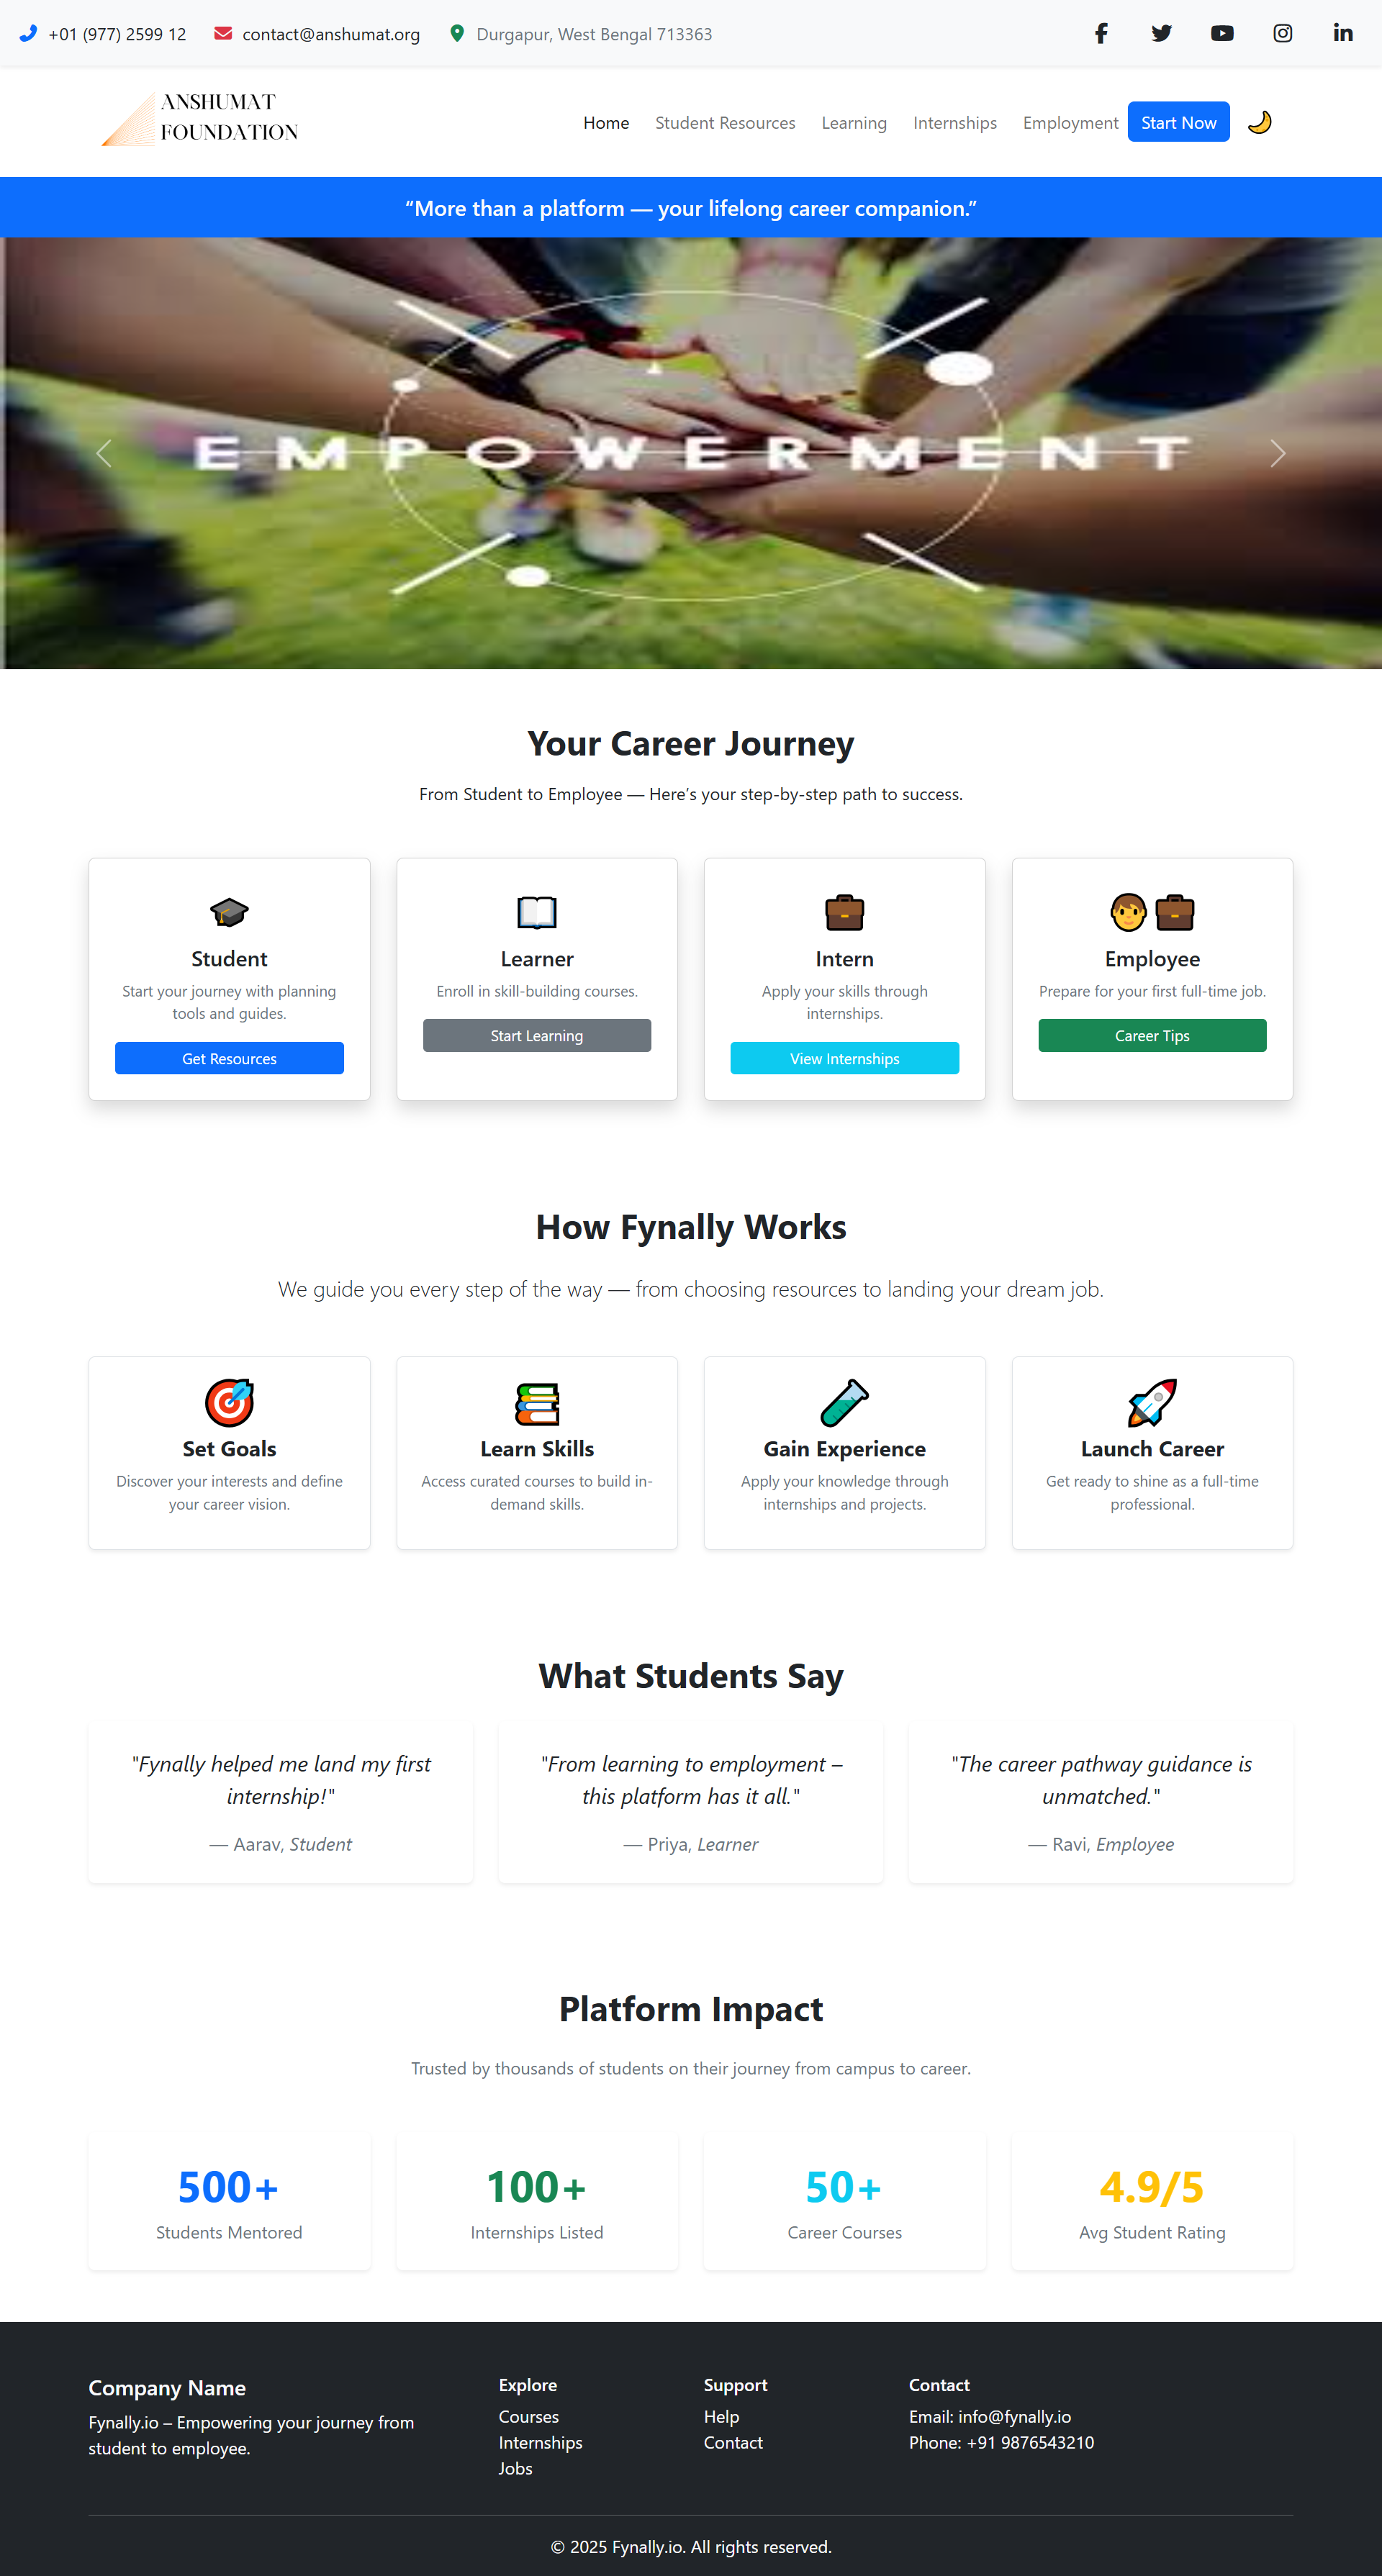 +01 (977) 2599 12 contact@anshumat.org Durgapur, West Bengal 713363
ANSHUMAT
FOUNDATION
Home Student Resources Learning Internships Employment Start Now
“More than a platform — your lifelong career companion.”
EMPOWERMENT
Your Career Journey
From Student to Employee — Here’s your step-by-step path to success.
Student
Start your journey with planning
tools and guides.
Get Resources
Learner
Enroll in skill-building courses.
Start Learning
Intern
Apply your skills through
internships.
View Internships
Employee
Prepare for your first full-time job.
Career Tips
How Fynally Works
We guide you every step of the way — from choosing resources to landing your dream job.
Set Goals
Discover your interests and define
your career vision.
Learn Skills
Access curated courses to build in-
demand skills.
Gain Experience
Apply your knowledge through
internships and projects.
Launch Career
Get ready to shine as a full-time
professional.
What Students Say
"Fynally helped me land my first
internship!"
— Aarav, Student
"From learning to employment –
this platform has it all."
— Priya, Learner
"The career pathway guidance is
unmatched."
— Ravi, Employee
Platform Impact
Trusted by thousands of students on their journey from campus to career.
500+
Students Mentored
100+
Internships Listed
50+
Career Courses
4.9/5
Avg Student Rating
Company Name
Fynally.io – Empowering your journey from
student to employee.
Explore
Courses
Internships
Jobs
Support
Help
Contact
Contact
Email: info@fynally.io
Phone: +91 9876543210
© 2025 Fynally.io. All rights reserved.